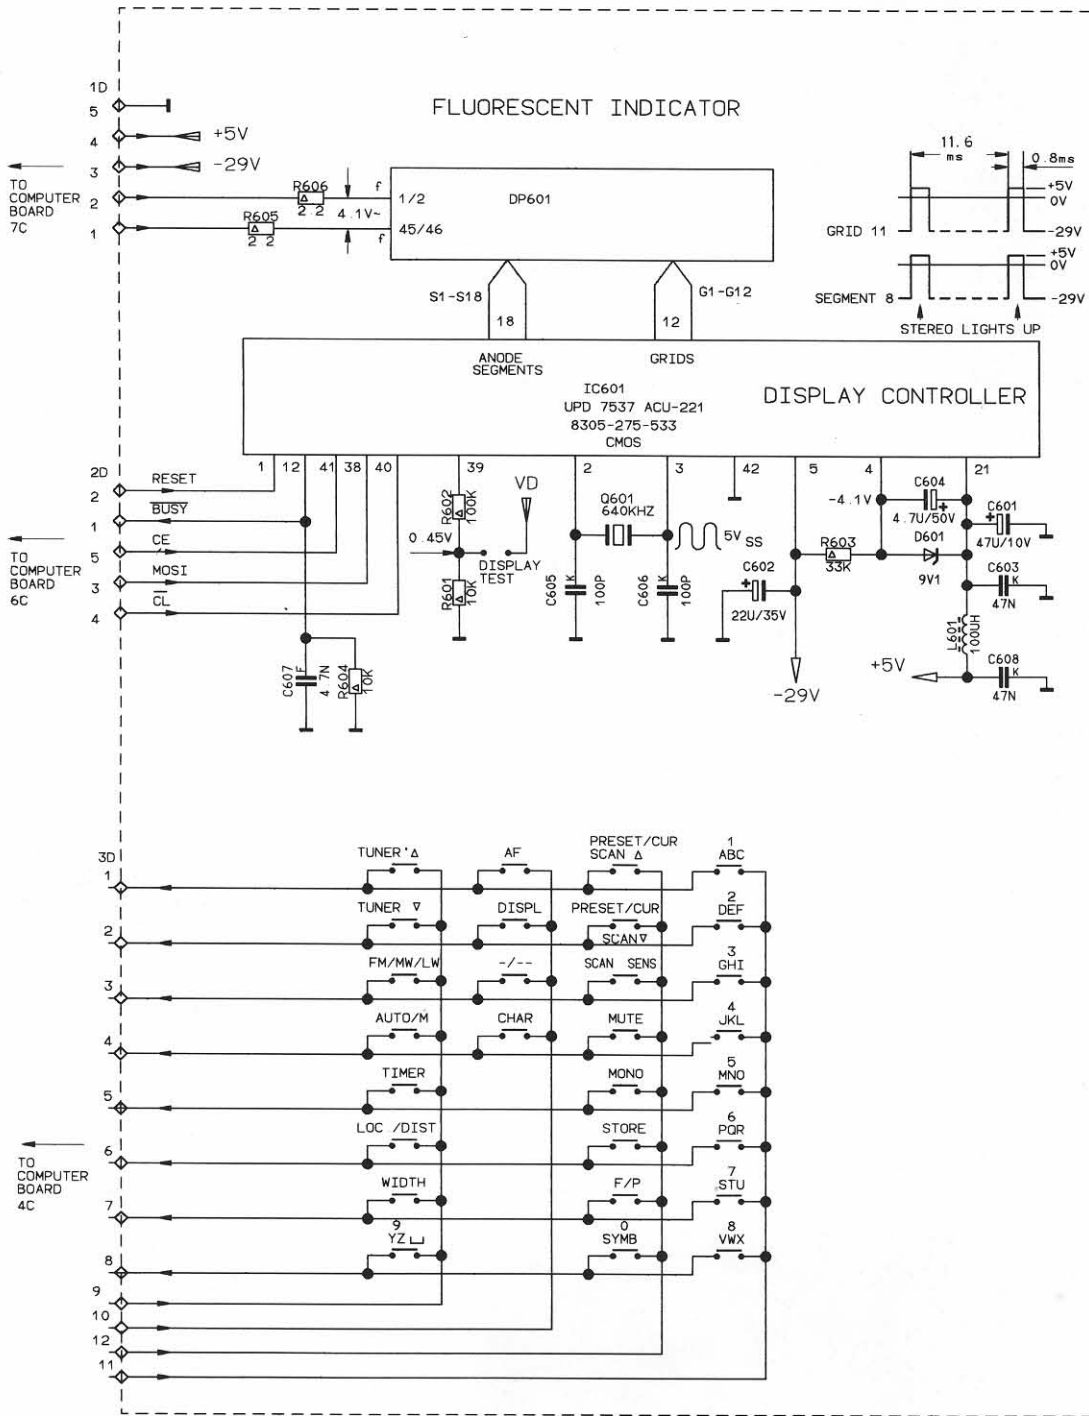 1D
5
4
+5V
3
-29V
TO
COMPUTER
BOARD
7C
2
1
FLUORESCENT INDICATOR
R606
2.2
4.1V~
R605
2 2
f
1/2
DP601
45/46
f
11.6
ms
0.8ms
+5V
0V
GRID 11
-29V
+5V
0V
SEGMENT 8
-29V
STEREO LIGHTS UP
S1-S18
18
G1-G12
12
ANODE
SEGMENTS
GRIDS
IC601
UPD 7537 ACU-221
8305-275-533
CMOS
DISPLAY CONTROLLER
1
12
41
38
40
39
2
3
42
5
4
21
2D
2
RESET
1
BUSY
5
CE
3
MOSI
4
CL
TO
COMPUTER
BOARD
6C
R602
100K
VD
0.45V
DISPLAY
TEST
R601
10K
Q601
640KHZ
5V SS
C605
K
100P
C606
K
100P
C602
+
22U/35V
-29V
-4.1V
R603
33K
C604
+
4.7U/50V
D601
9V1
C601
+
47U/10V
C603
K
47N
L601
100UH
+5V
C608
K
47N
C607
F
4.7N
R604
10K
3D
1
TUNER Δ
AF
PRESET/CUR
SCAN Δ
1
ABC
2
TUNER ∇
DISPL
PRESET/CUR
SCAN∇
2
DEF
3
FM/MW/LW
-/--
SCAN SENS
3
GHI
4
AUTO/M
CHAR
MUTE
4
JKL
5
TIMER
MONO
5
MNO
6
LOC /DIST
STORE
6
PQR
TO
COMPUTER
BOARD
4C
7
WIDTH
F/P
7
STU
8
9
YZ ⌴
0
SYMB
8
VWX
9
10
12
11